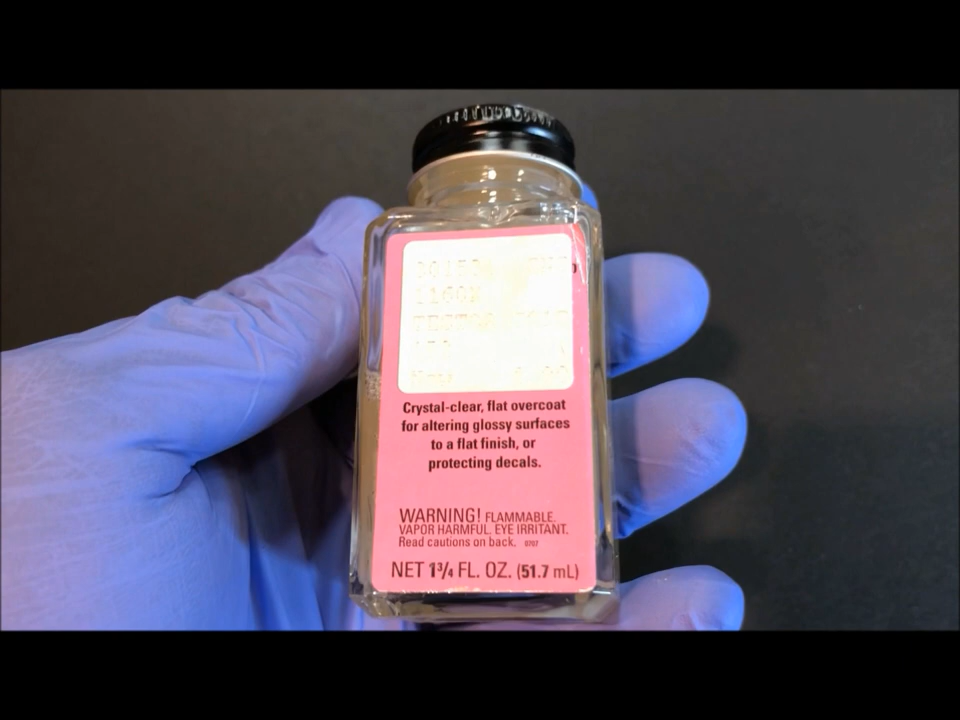 Crystal-clear, flat overcoat
for altering glossy surfaces
to a flat finish, or
protecting decals.
WARNING! FLAMMABLE.
VAPOR HARMFUL. EYE IRRITANT.
Read cautions on back. 0707
NET 1¾ FL. OZ. (51.7 mL)